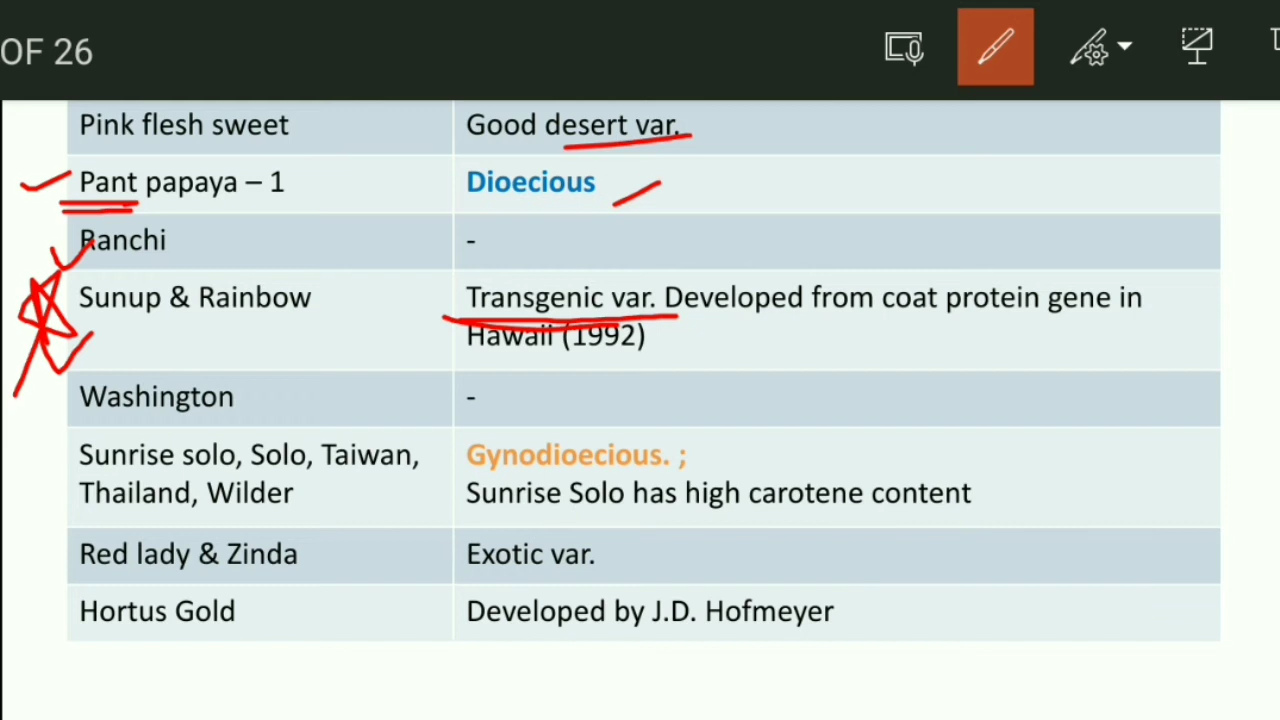 OF 26
Pink flesh sweet Good desert var.
Pant papaya – 1 Dioecious
Ranchi -
Sunup & Rainbow Transgenic var. Developed from coat protein gene in
Hawaii (1992)
Washington -
Sunrise solo, Solo, Taiwan, Gynodioecious. ;
Thailand, Wilder Sunrise Solo has high carotene content
Red lady & Zinda Exotic var.
Hortus Gold Developed by J.D. Hofmeyer